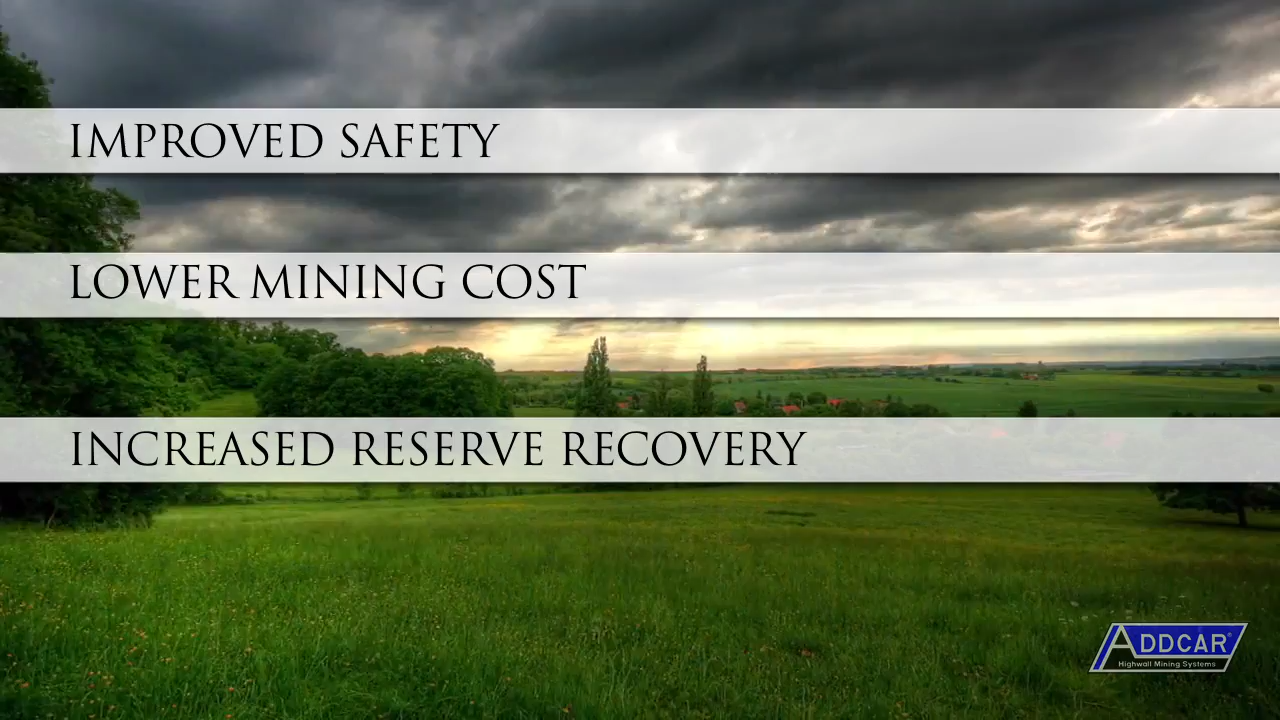 IMPROVED SAFETY
LOWER MINING COST
INCREASED RESERVE RECOVERY
ADDCAR®
Highwall Mining Systems